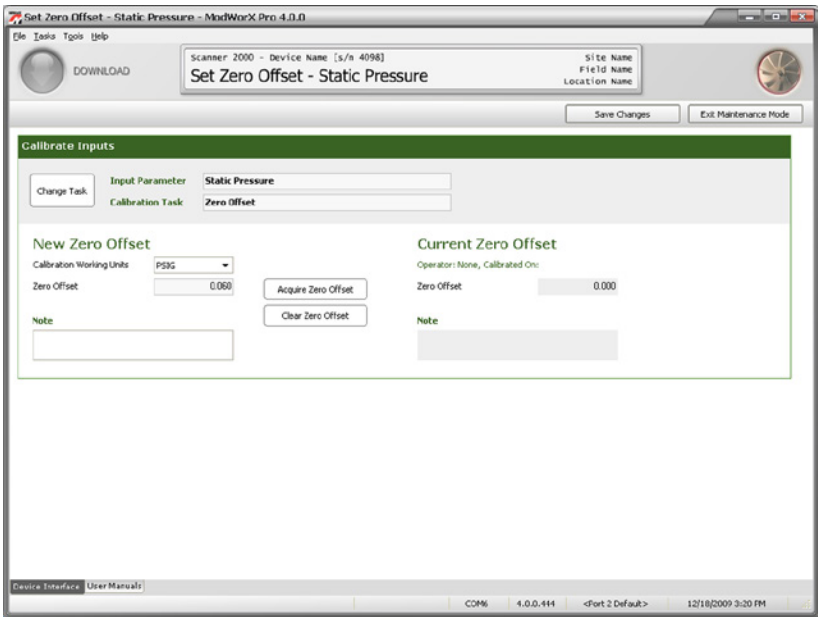 Set Zero Offset - Static Pressure - ModWorX Pro 4.0.0
File Tasks Tools Help
DOWNLOAD
Scanner 2000 - Device Name [s/n 4098]
Set Zero Offset - Static Pressure
Site Name
Field Name
Location Name
Save Changes Exit Maintenance Mode
Calibrate Inputs
Change Task
Input Parameter Static Pressure
Calibration Task Zero Offset
New Zero Offset
Calibration Working Units PSIG
Zero Offset 0.060
Acquire Zero Offset
Clear Zero Offset
Note
Current Zero Offset
Operator: None, Calibrated On:
Zero Offset 0.000
Note
Device Interface User Manuals
COM6 4.0.0.444 <Port 2 Default> 12/18/2009 3:20 PM